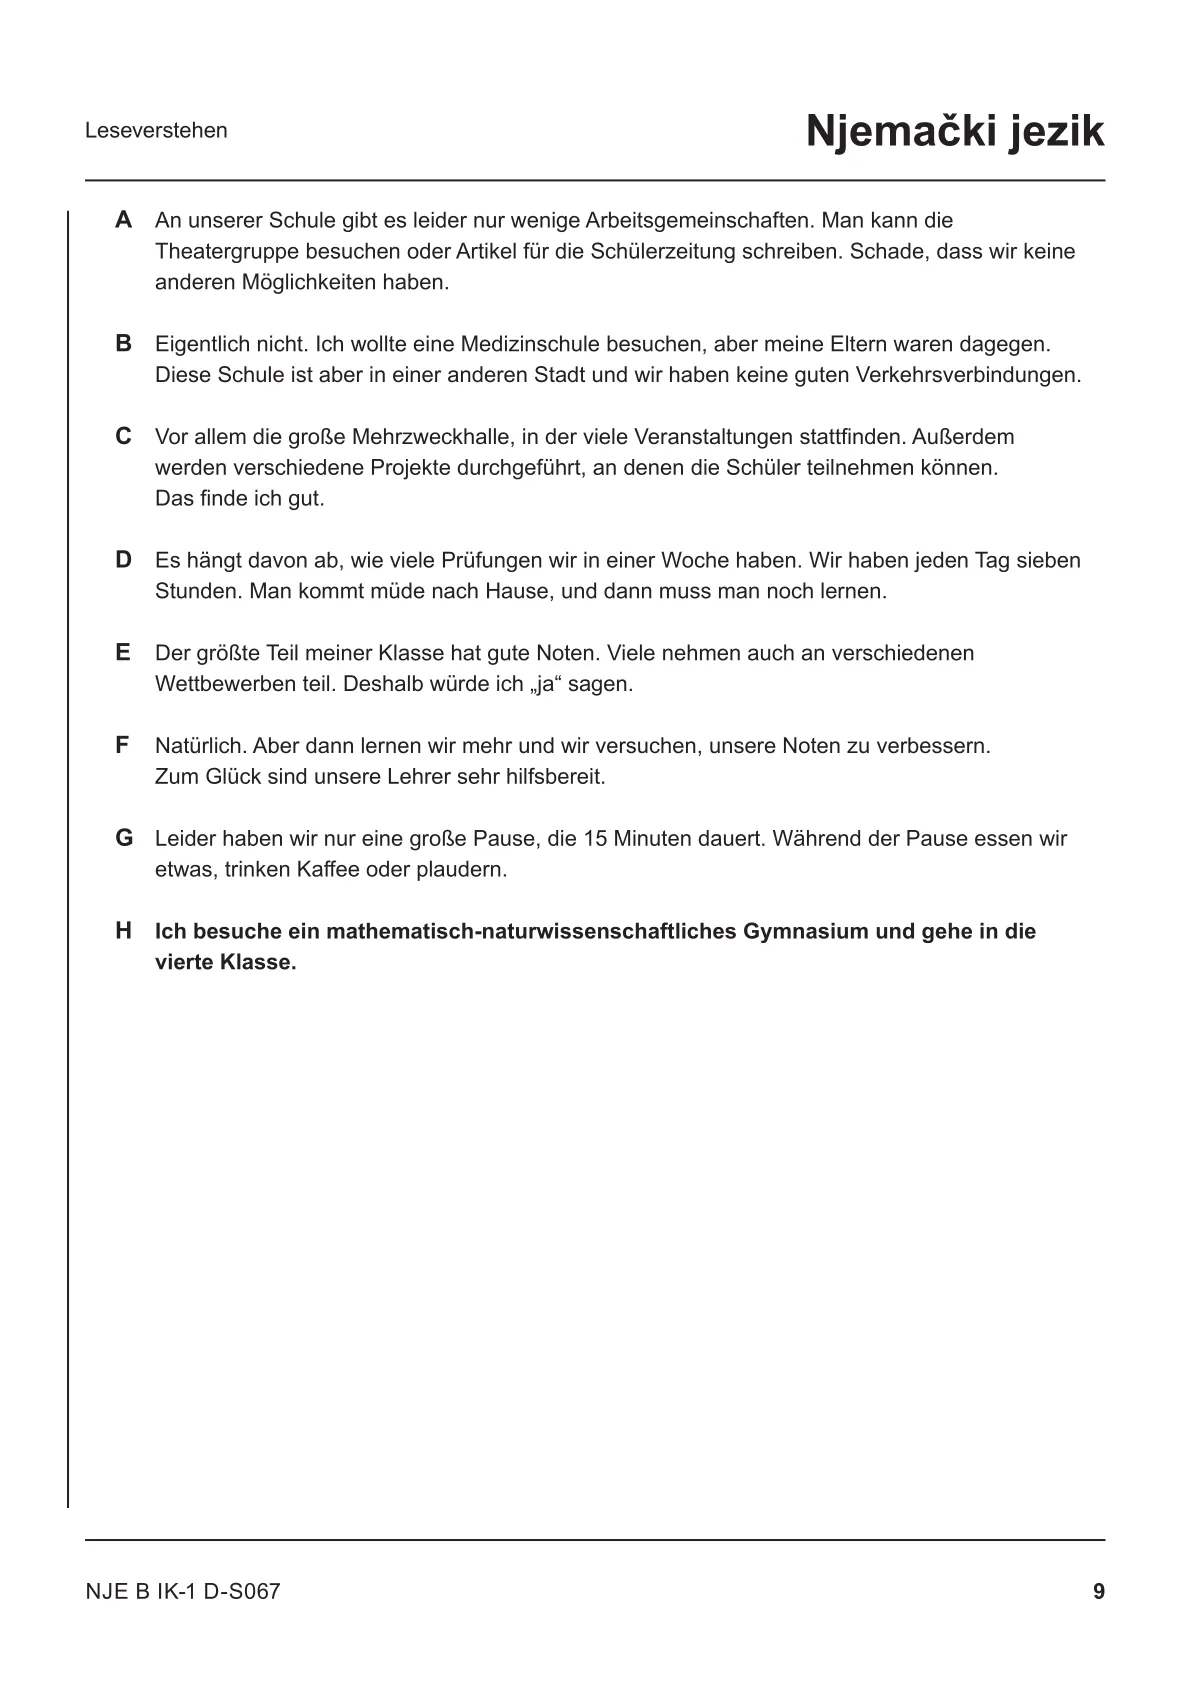 Leseverstehen
Njemački jezik
A An unserer Schule gibt es leider nur wenige Arbeitsgemeinschaften. Man kann die
Theatergruppe besuchen oder Artikel für die Schülerzeitung schreiben. Schade, dass wir keine
anderen Möglichkeiten haben.
B Eigentlich nicht. Ich wollte eine Medizinschule besuchen, aber meine Eltern waren dagegen.
Diese Schule ist aber in einer anderen Stadt und wir haben keine guten Verkehrsverbindungen.
C Vor allem die große Mehrzweckhalle, in der viele Veranstaltungen stattfinden. Außerdem
werden verschiedene Projekte durchgeführt, an denen die Schüler teilnehmen können.
Das finde ich gut.
D Es hängt davon ab, wie viele Prüfungen wir in einer Woche haben. Wir haben jeden Tag sieben
Stunden. Man kommt müde nach Hause, und dann muss man noch lernen.
E Der größte Teil meiner Klasse hat gute Noten. Viele nehmen auch an verschiedenen
Wettbewerben teil. Deshalb würde ich „ja“ sagen.
F Natürlich. Aber dann lernen wir mehr und wir versuchen, unsere Noten zu verbessern.
Zum Glück sind unsere Lehrer sehr hilfsbereit.
G Leider haben wir nur eine große Pause, die 15 Minuten dauert. Während der Pause essen wir
etwas, trinken Kaffee oder plaudern.
H Ich besuche ein mathematisch-naturwissenschaftliches Gymnasium und gehe in die
vierte Klasse.
NJE B IK-1 D-S067
9